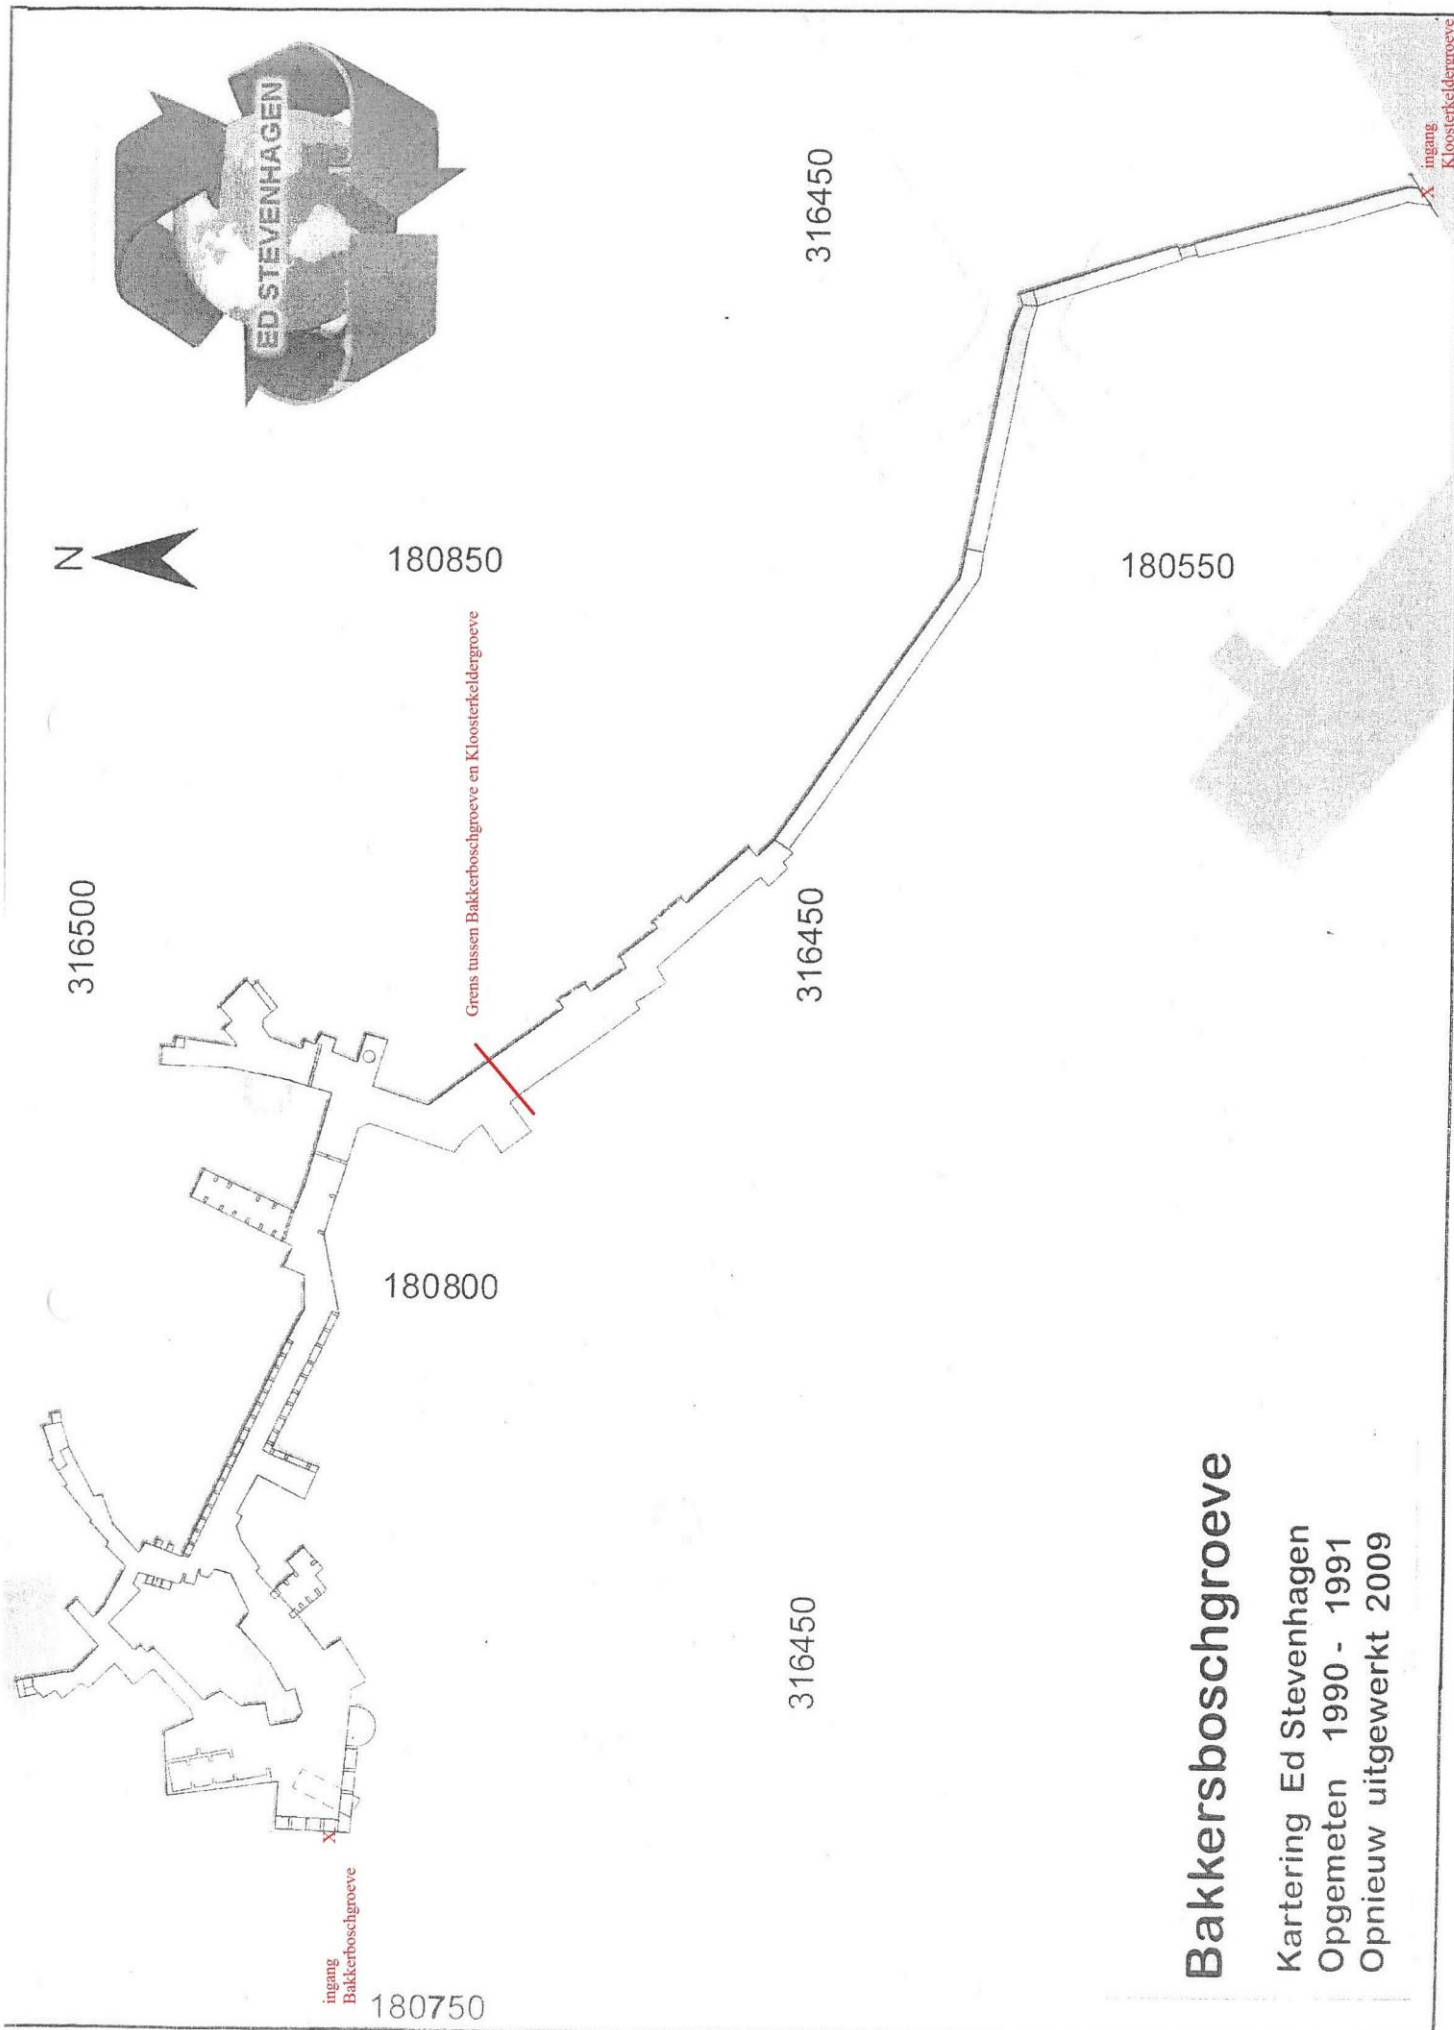 ED STEVENHAGEN
N
316500
180850
316450
Grens tussen Bakkerboschgroeve en Kloosterkeldergroeve
316450
180550
ingang
Kloosterkeldergroeve
180800
316450
ingang
Bakkerboschgroeve
180750
Bakkersboschgroeve
Kartering Ed Stevenhagen
Opgemeten 1990 - 1991
Opnieuw uitgewerkt 2009